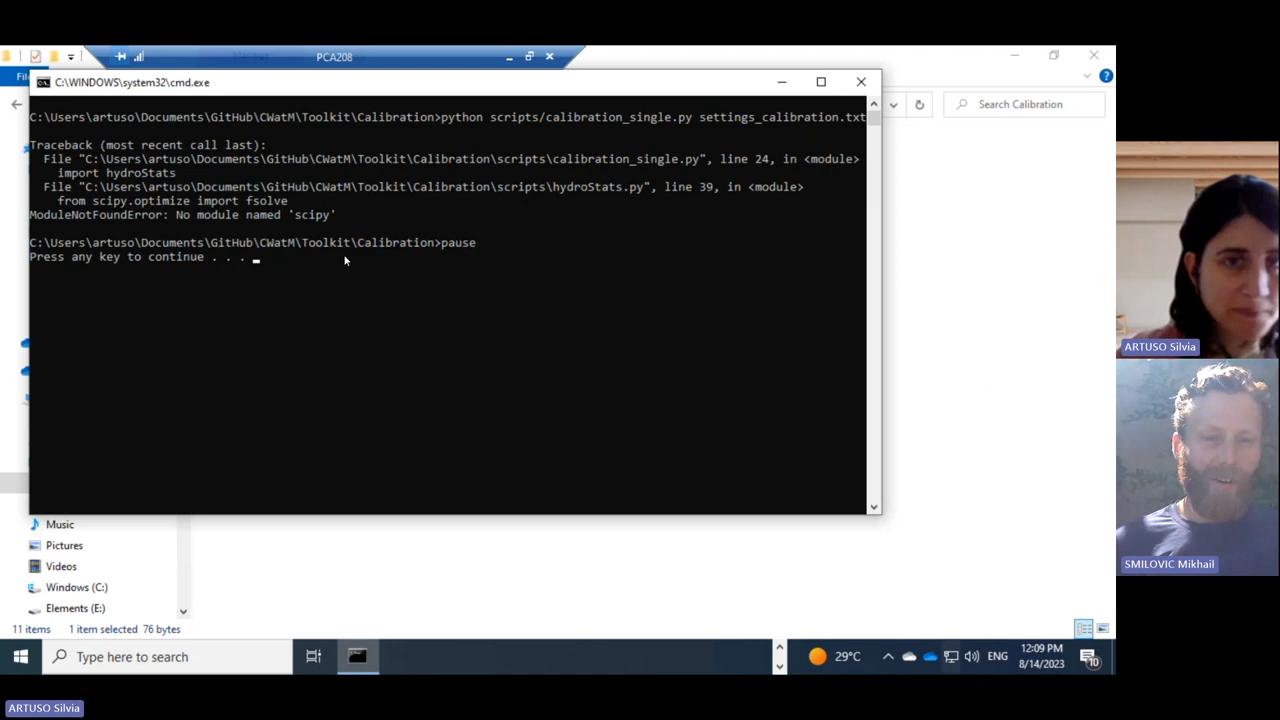 PCA208
C:\WINDOWS\system32\cmd.exe
Search Calibration
C:\Users\artuso\Documents\GitHub\CWatM\Toolkit\Calibration>python scripts/calibration_single.py settings_calibration.txt
Traceback (most recent call last):
File "C:\Users\artuso\Documents\GitHub\CWatM\Toolkit\Calibration\scripts\calibration_single.py", line 24, in <module>
import hydroStats
File "C:\Users\artuso\Documents\GitHub\CWatM\Toolkit\Calibration\scripts\hydroStats.py", line 39, in <module>
from scipy.optimize import fsolve
ModuleNotFoundError: No module named 'scipy'
C:\Users\artuso\Documents\GitHub\CWatM\Toolkit\Calibration>pause
Press any key to continue . . .
ARTUSO Silvia
SMILOVIC Mikhail
Music
Pictures
Videos
Windows (C:)
Elements (E:)
11 items 1 item selected 76 bytes
Type here to search
29°C
ENG
12:09 PM
8/14/2023
10
ARTUSO Silvia